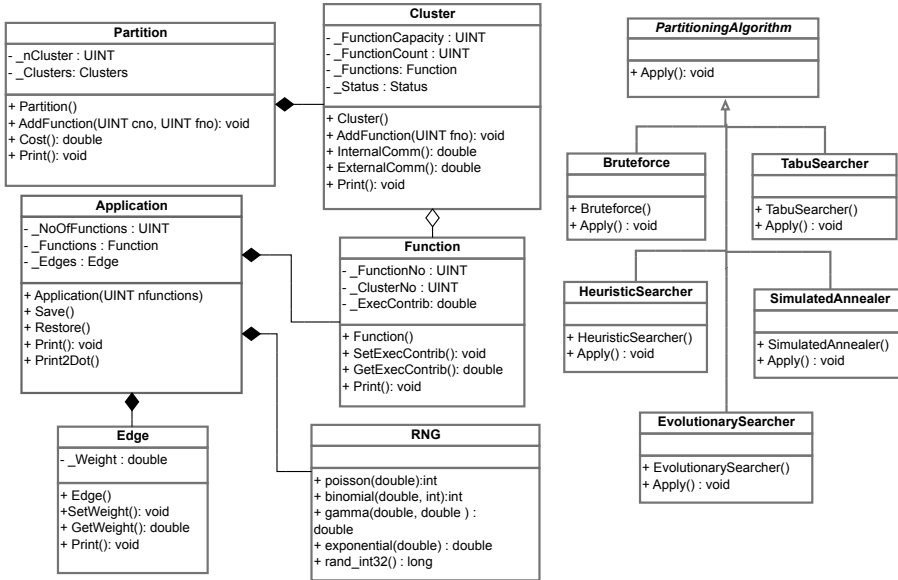 Partition
- _nCluster : UINT
- _Clusters: Clusters
+ Partition()
+ AddFunction(UINT cno, UINT fno): void
+ Cost(): double
+ Print(): void
Cluster
- _FunctionCapacity : UINT
- _FunctionCount : UINT
- _Functions: Function
- _Status : Status
+ Cluster()
+ AddFunction(UINT fno): void
+ InternalComm(): double
+ ExternalComm(): double
+ Print(): void
PartitioningAlgorithm
+ Apply(): void
Application
- _NoOfFunctions : UINT
- _Functions : Function
- _Edges : Edge
+ Application(UINT nfunctions)
+ Save()
+ Restore()
+ Print(): void
+ Print2Dot()
Function
- _FunctionNo : UINT
- _ClusterNo : UINT
- _ExecContrib: double
+ Function()
+ SetExecContrib(): void
+ GetExecContrib(): double
+ Print(): void
Bruteforce
+ Bruteforce()
+ Apply() : void
TabuSearcher
+ TabuSearcher()
+ Apply() : void
HeuristicSearcher
+ HeuristicSearcher()
+ Apply() : void
SimulatedAnnealer
+ SimulatedAnnealer()
+ Apply() : void
Edge
- _Weight : double
+ Edge()
+SetWeight(): void
+ GetWeight(): double
+ Print(): void
RNG
+ poisson(double):int
+ binomial(double, int):int
+ gamma(double, double ) :
double
+ exponential(double) : double
+ rand_int32() : long
EvolutionarySearcher
+ EvolutionarySearcher()
+ Apply() : void